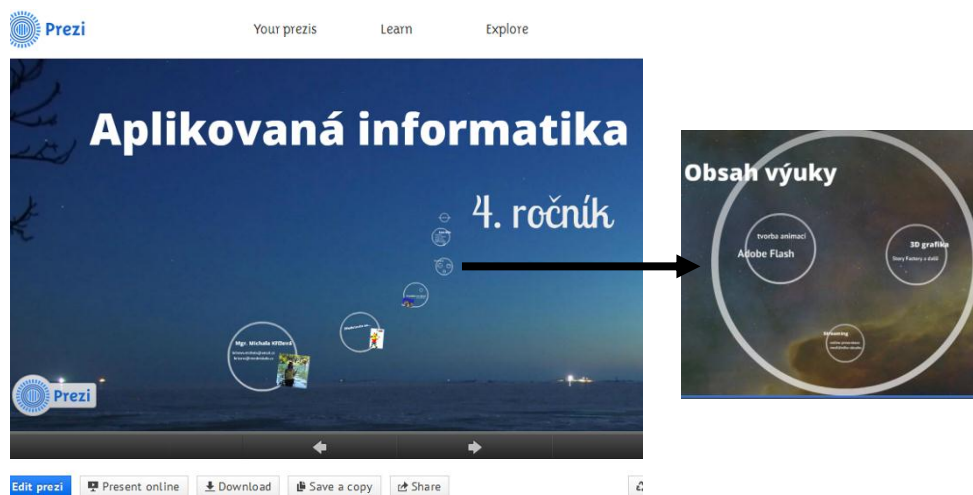 Prezi
Your prezis
Learn
Explore
Aplikovaná informatika
4. ročník
Mgr. Michala Křížová
Prezi
Edit prezi
Present online
Download
Save a copy
Share
Obsah výuky
tvorba animací
Adobe Flash
3D grafika
Story Factory a další
Streaming